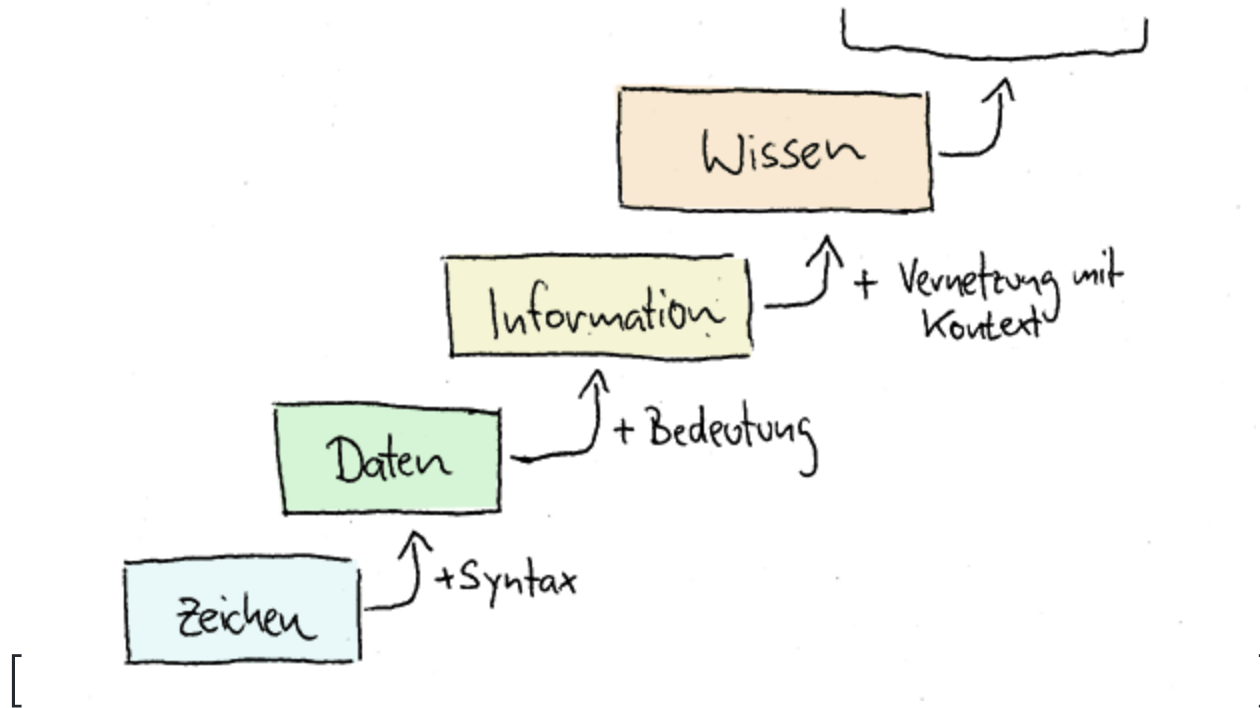 Wissen
+ Vernetzung mit
Kontext
Information
+ Bedeutung
Daten
+ Syntax
Zeichen
[